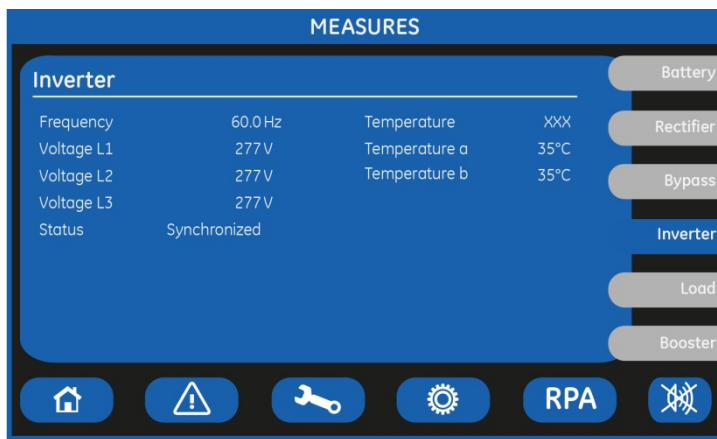 MEASURES
Inverter
Frequency 60.0 Hz Temperature XXX
Voltage L1 277 V Temperature a 35°C
Voltage L2 277 V Temperature b 35°C
Voltage L3 277 V
Status Synchronized
Battery
Rectifier
Bypass
Inverter
Load
Booster
RPA